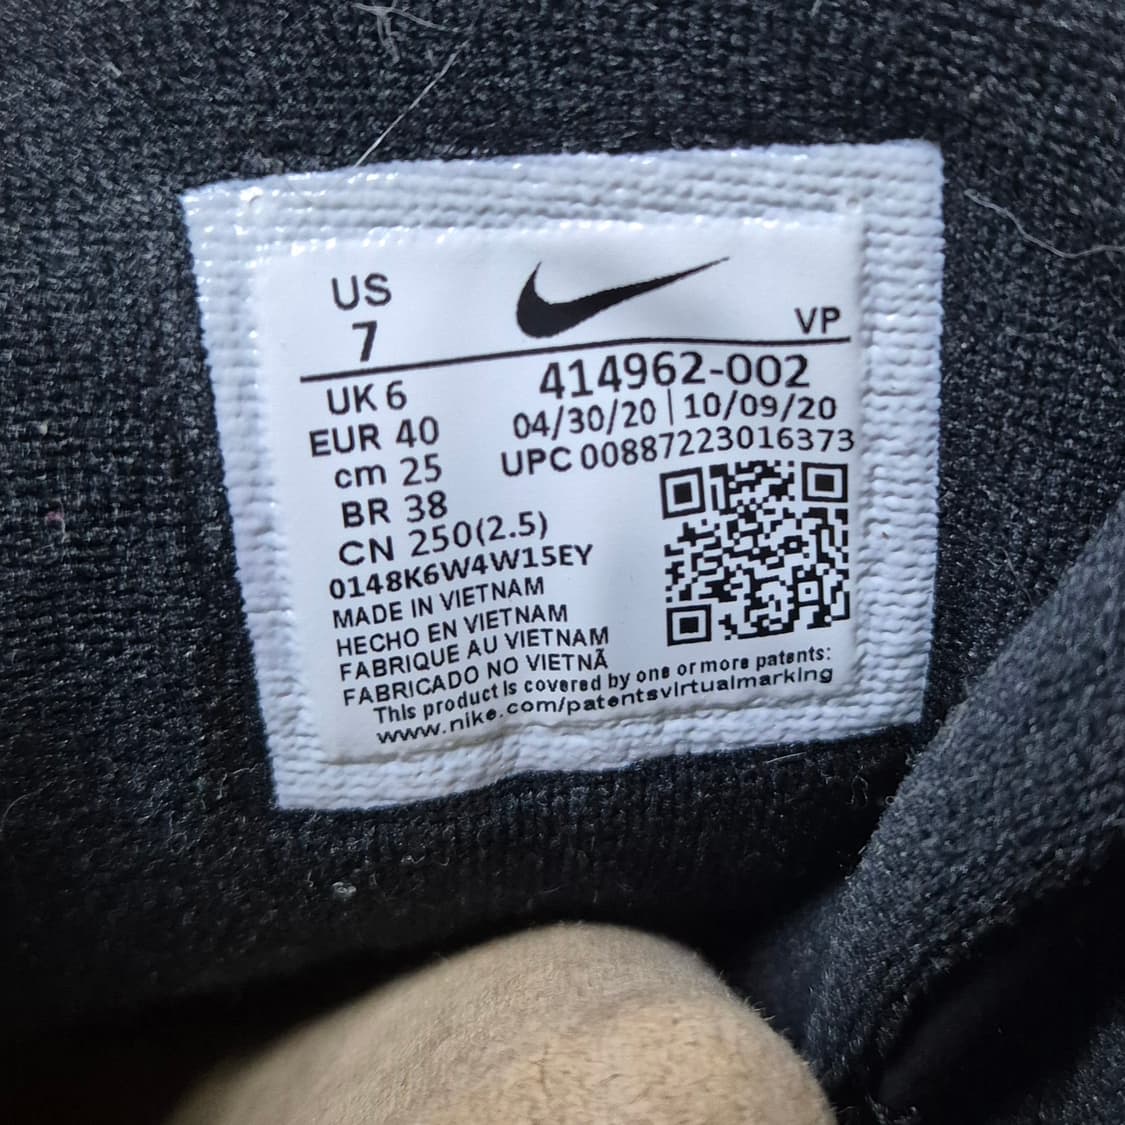 US
7
VP
UK 6
EUR 40
cm 25
BR 38
CN 250(2.5)
414962-002
04/30/20 | 10/09/20
UPC 00887223016373
0148K6W4W15EY
MADE IN VIETNAM
HECHO EN VIETNAM
FABRIQUE AU VIETNAM
FABRICADO NO VIETNÃ
This product is covered by one or more patents:
www.nike.com/patentsvirtualmarking